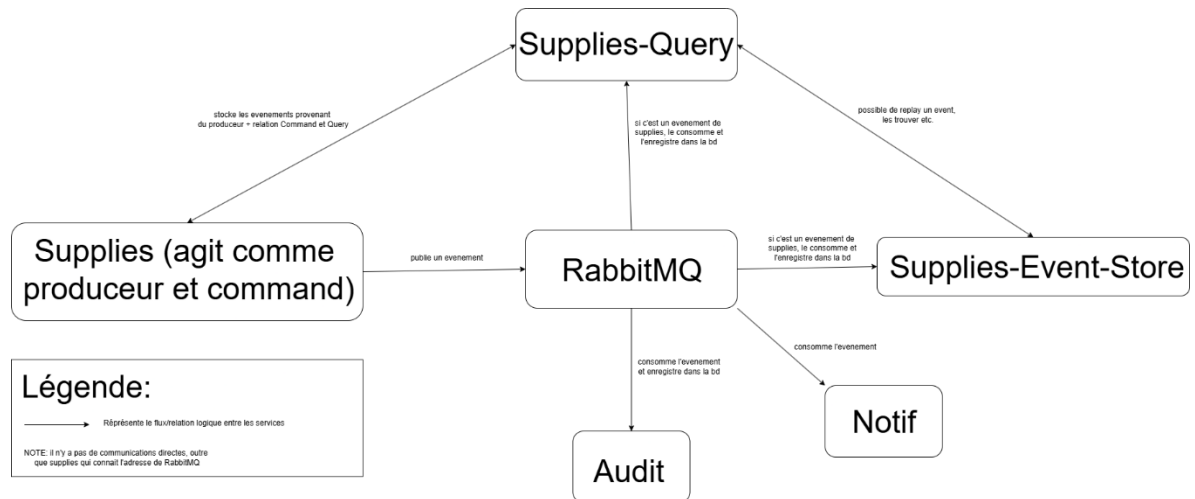 Supplies-Query
stocke les evenements provenant
du produceur + relation Command et Query
si c'est un evenement de
supplies, le consomme et
l'enregistre dans la bd
possible de replay un event,
les trouver etc.
Supplies (agit comme
produceur et command)
publie un evenement
RabbitMQ
si c'est un evenement de
supplies, le consomme et
l'enregistre dans la bd
Supplies-Event-Store
consomme l'evenement
et enregistre dans la bd
consomme l'evenement
Légende:
Réprésente le flux/relation logique entre les services
NOTE: il n'y a pas de communications directes, outre
que supplies qui connait l'adresse de RabbitMQ
Notif
Audit